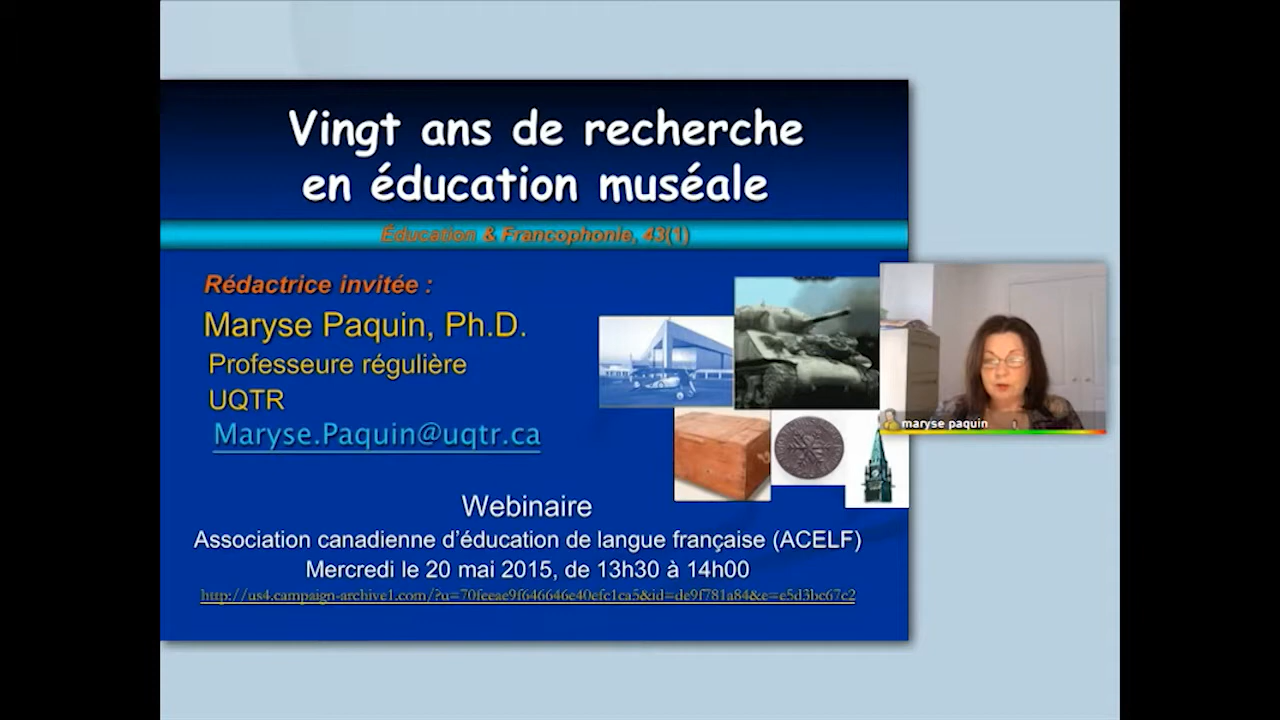 Vingt ans de recherche
en éducation muséale
Éducation & Francophonie, 43(1)
Rédactrice invitée :
Maryse Paquin, Ph.D.
Professeure régulière
UQTR
Maryse.Paquin@uqtr.ca
maryse paquin
Webinaire
Association canadienne d'éducation de langue française (ACELF)
Mercredi le 20 mai 2015, de 13h30 à 14h00
http://us4.campaign-archive1.com/?u=70feeae9f646646e40efc1ca5&id=de9f781a84&e=e5d3bc67c2